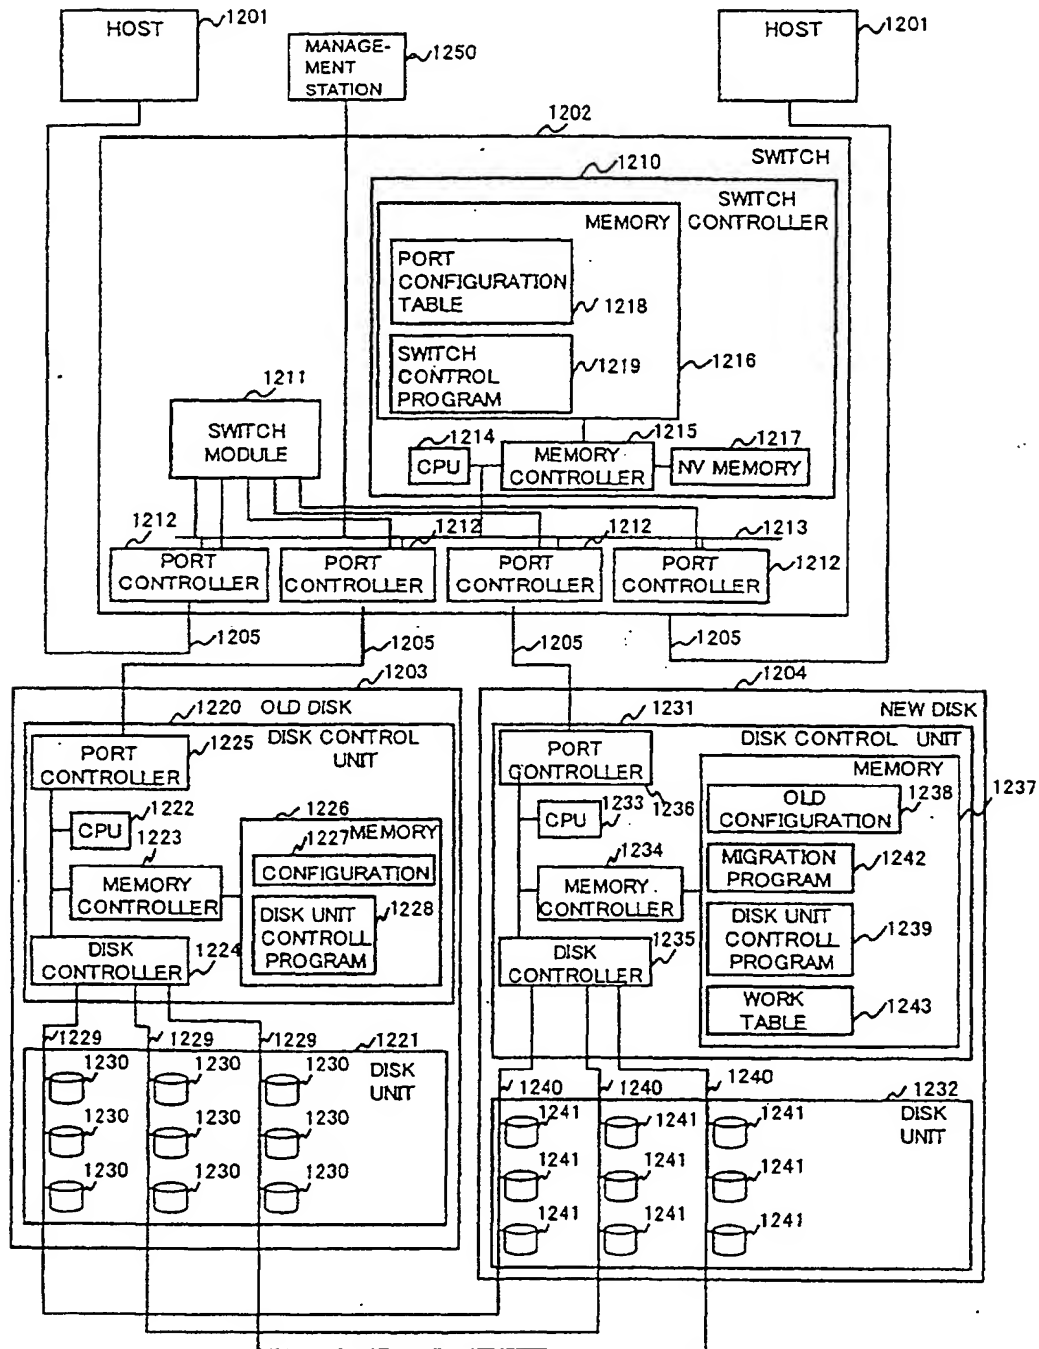 HOST
1201
MANAGE-
MENT
STATION
1250
HOST
1201
1202
SWITCH
1210
SWITCH
CONTROLLER
MEMORY
PORT
CONFIGURATION
TABLE
1218
SWITCH
CONTROL
PROGRAM
1219
1216
1211
SWITCH
MODULE
1214
CPU
1215
MEMORY
CONTROLLER
1217
NV MEMORY
1212
1212
1212
1213
PORT
CONTROLLER
PORT
CONTROLLER
PORT
CONTROLLER
PORT
CONTROLLER
1212
1205
1205
1205
1205
1203
OLD DISK
1220
DISK CONTROL
UNIT
PORT
CONTROLLER
1225
CPU
1222
1223
MEMORY
CONTROLLER
1226
MEMORY
1227
CONFIGURATION
DISK UNIT
CONTROLL
PROGRAM
1228
DISK
CONTROLLER
1224
1229
1229
1229
1221
DISK
UNIT
1230
1230
1230
1230
1230
1230
1230
1230
1230
1204
NEW DISK
1231
DISK CONTROL UNIT
PORT
CONTROLLER
1236
MEMORY
1237
OLD
CONFIGURATION
1238
CPU
1233
1234
MEMORY
CONTROLLER
MIGRATION
PROGRAM
1242
DISK UNIT
CONTROLL
PROGRAM
1239
DISK
CONTROLLER
1235
WORK
TABLE
1243
1240
1240
1240
1232
DISK
UNIT
1241
1241
1241
1241
1241
1241
1241
1241
1241